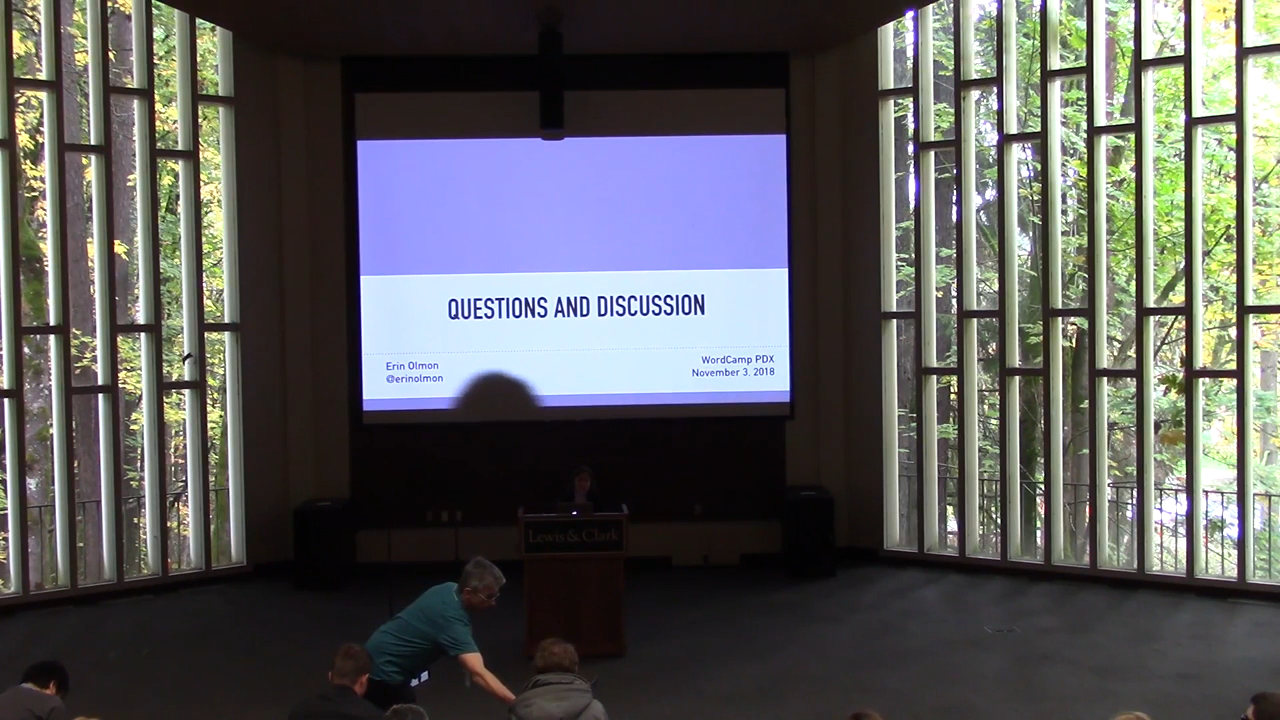 QUESTIONS AND DISCUSSION
Erin Olmon
@erinolmon
WordCamp PDX
November 3, 2018
Lewis & Clark